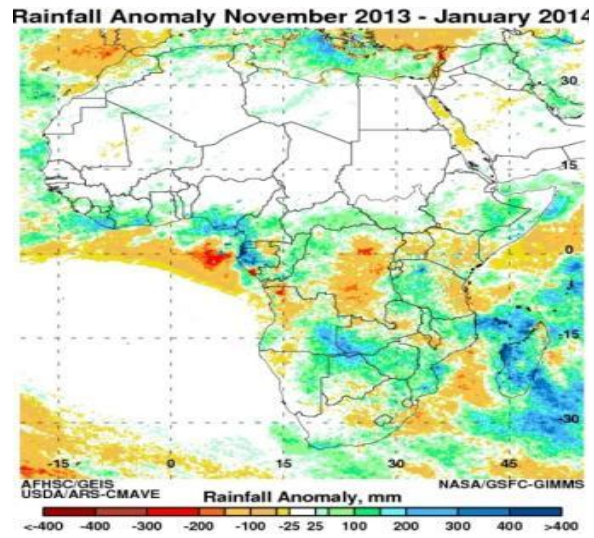 Rainfall Anomaly November 2013 - January 2014
30
15
0
-15
-30
-15 0 15 30 45
AFHSC/GEIS
USDA/ARS-CMAVE
NASA/GSFC-GIMMS
Rainfall Anomaly, mm
<-400 -400 -300 -200 -100 -25 25 100 200 300 400 >400